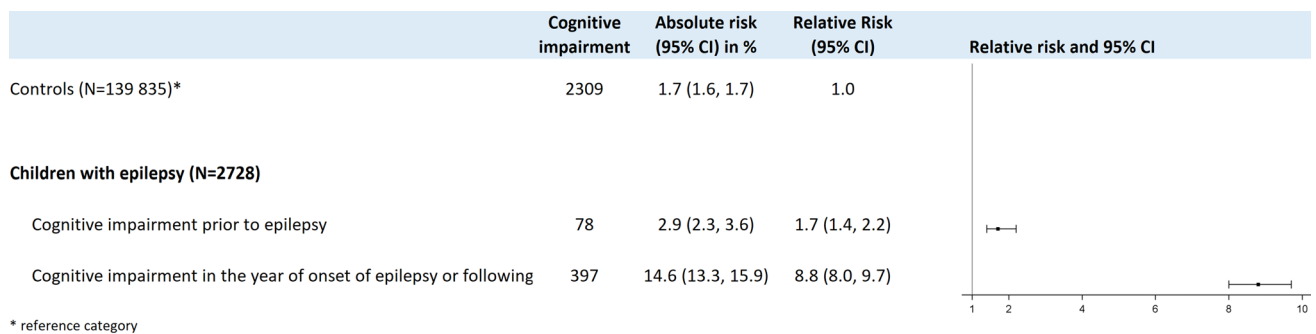 Cognitive impairment Absolute risk (95% CI) in % Relative Risk (95% CI) Relative risk and 95% CI
Controls (N=139 835)* 2309 1.7 (1.6, 1.7) 1.0
Children with epilepsy (N=2728)
Cognitive impairment prior to epilepsy 78 2.9 (2.3, 3.6) 1.7 (1.4, 2.2)
Cognitive impairment in the year of onset of epilepsy or following 397 14.6 (13.3, 15.9) 8.8 (8.0, 9.7)
1 2 4 6 8 10
* reference category